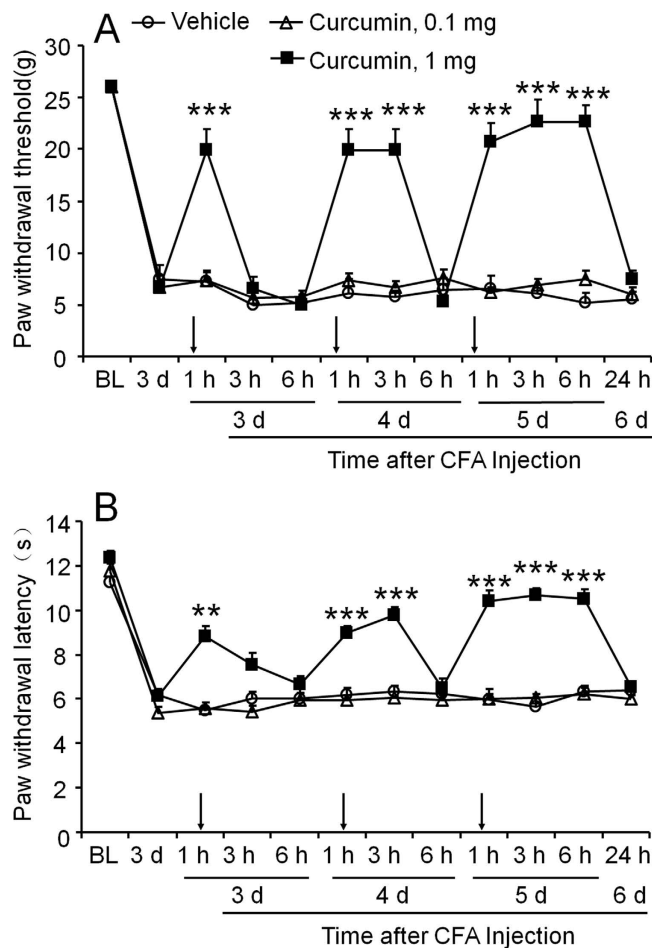 A
Vehicle
Curcumin, 0.1 mg
Curcumin, 1 mg
Paw withdrawal threshold(g)
30
25
20
15
10
5
0
***
*** ***
*** *** ***
BL 3 d 1 h 3 h 6 h 1 h 3 h 6 h 1 h 3 h 6 h 24 h
3 d 4 d 5 d 6 d
Time after CFA Injection
B
Paw withdrawal latency（s）
14
12
10
8
6
4
2
0
**
*** ***
*** *** ***
BL 3 d 1 h 3 h 6 h 1 h 3 h 6 h 1 h 3 h 6 h 24 h
3 d 4 d 5 d 6 d
Time after CFA Injection